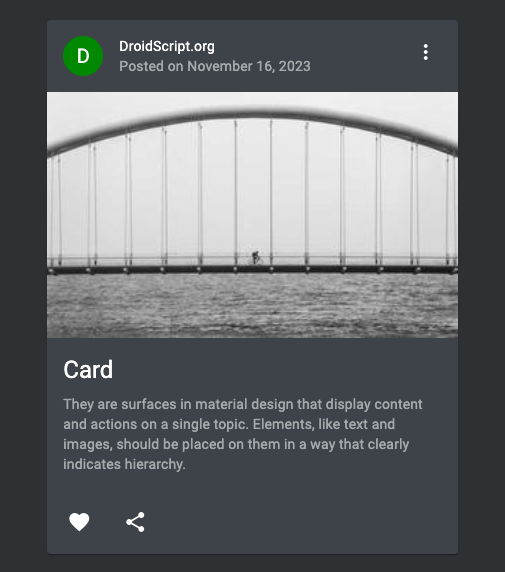 D
DroidScript.org
Posted on November 16, 2023
Card
They are surfaces in material design that display content
and actions on a single topic. Elements, like text and
images, should be placed on them in a way that clearly
indicates hierarchy.